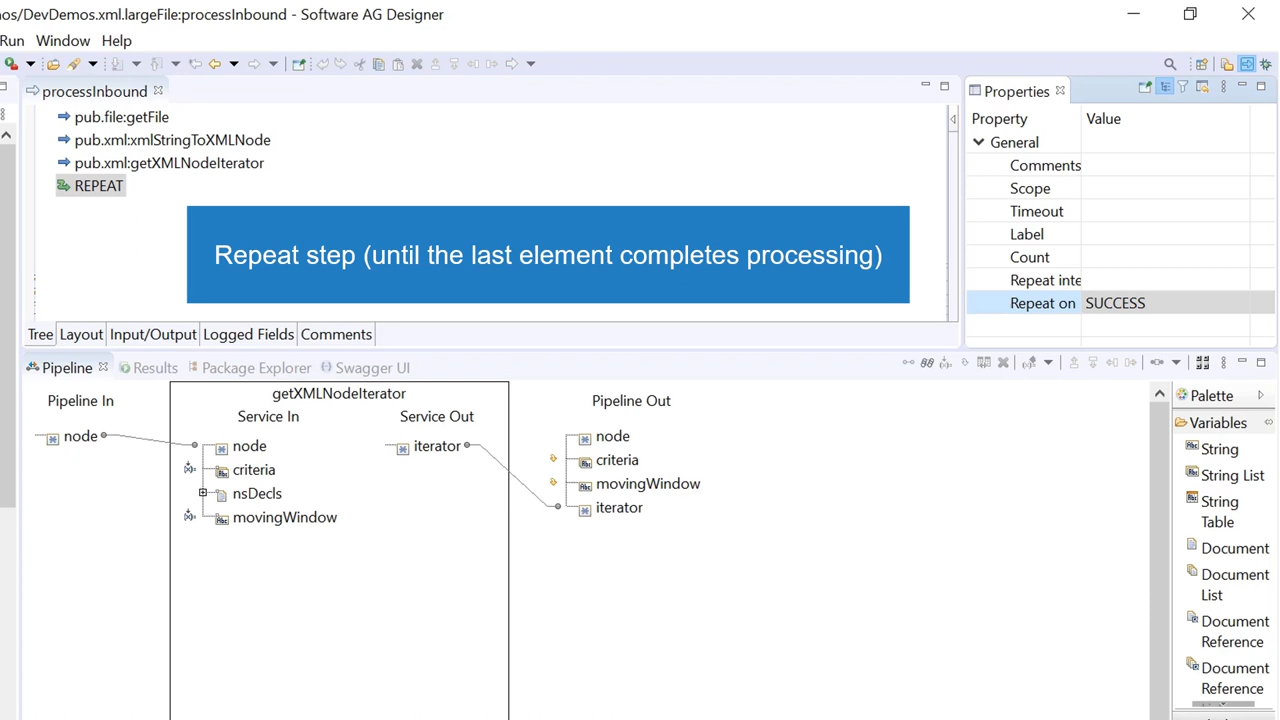 os/DevDemos.xml.largeFile:processInbound - Software AG Designer
Run Window Help
processInbound
pub.file:getFile
pub.xml:xmlStringToXMLNode
pub.xml:getXMLNodeIterator
REPEAT
Repeat step (until the last element completes processing)
Tree Layout Input/Output Logged Fields Comments
Properties
Property Value
General
Comments
Scope
Timeout
Label
Count
Repeat inte
Repeat on SUCCESS
Pipeline Results Package Explorer Swagger UI
Pipeline In
node
getXMLNodeIterator
Service In Service Out
node iterator
criteria
nsDecls
movingWindow
Pipeline Out
node
criteria
movingWindow
iterator
Palette
Variables
String
String List
String
Table
Document
Document
List
Document
Reference
Document
Reference